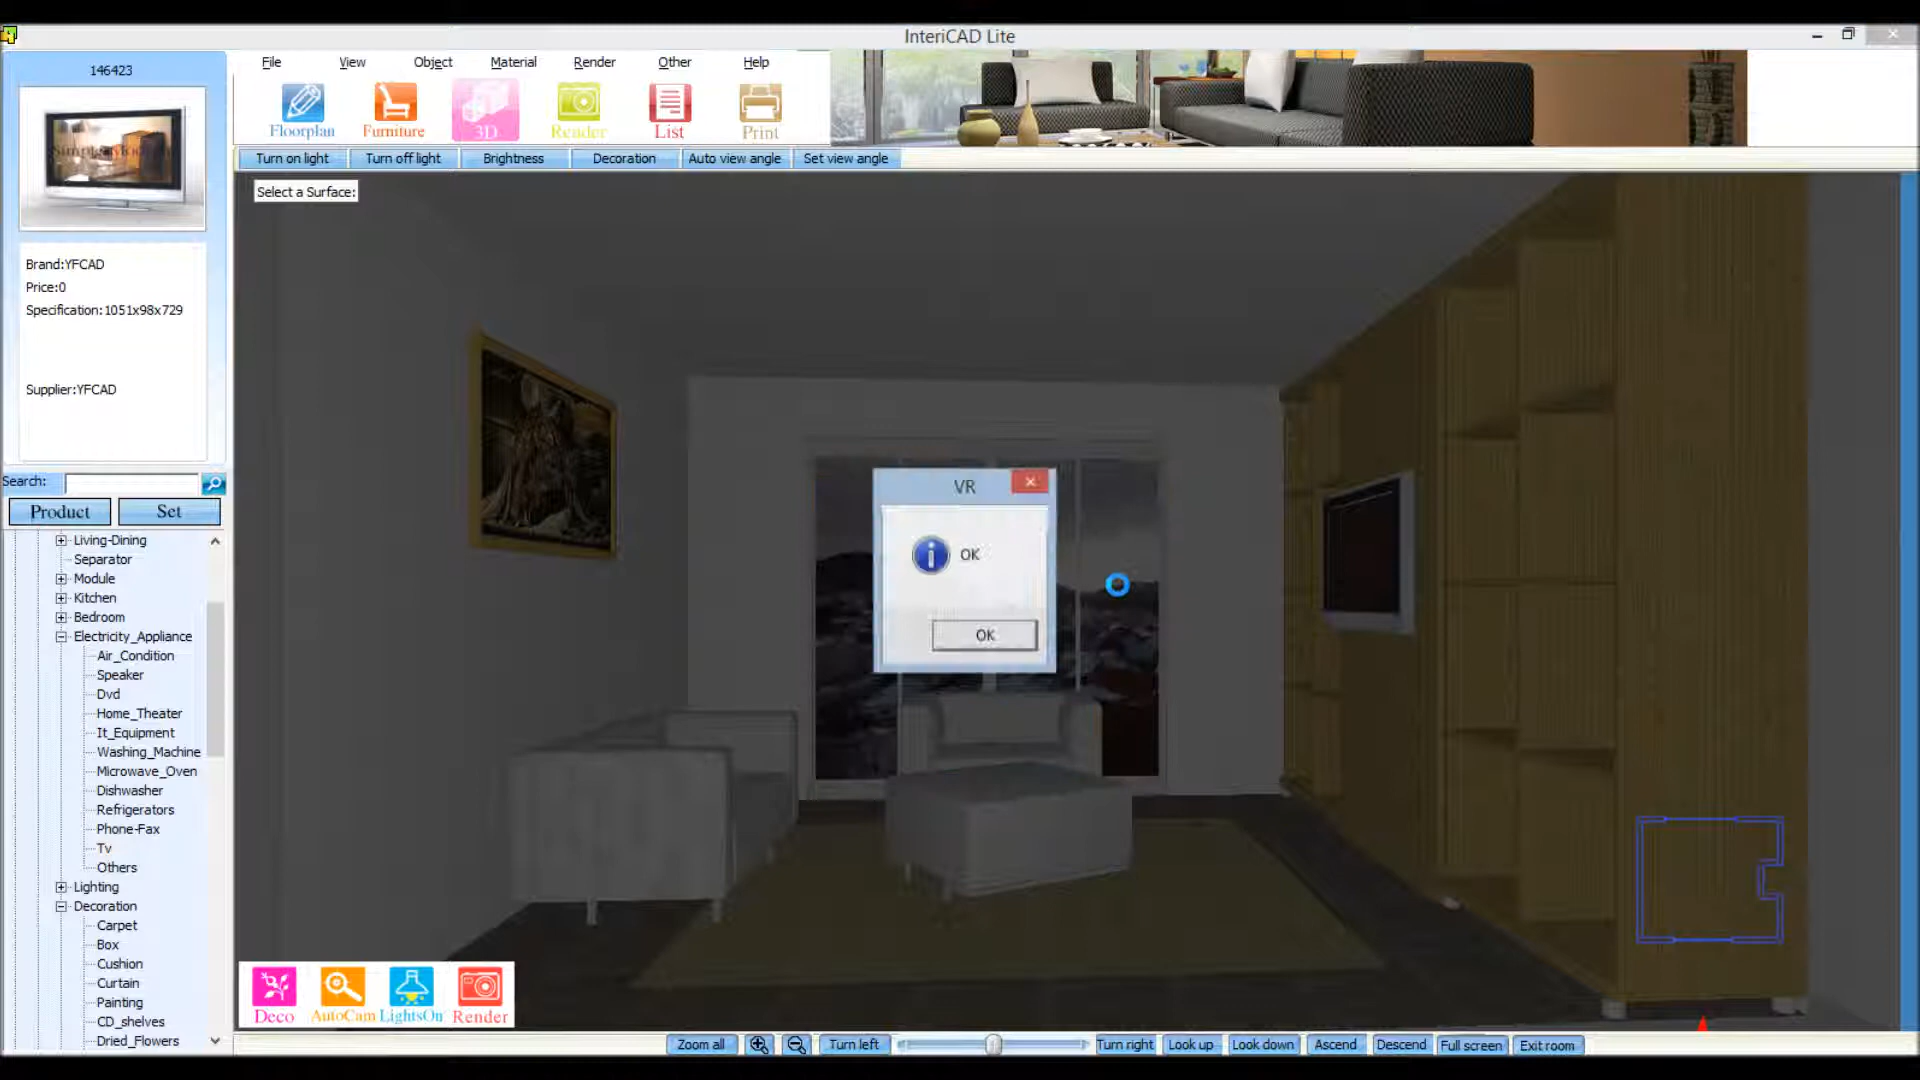 InteriCAD Lite
146423
File View Object Material Render Other Help
Floorplan Furniture 3D Render List Print
Turn on light Turn off light Brightness Decoration Auto view angle Set view angle
Select a Surface:
Brand:YFCAD
Price:0
Specification:1051x98x729
Supplier:YFCAD
Search:
Product Set
Living-Dining
Separator
Module
Kitchen
Bedroom
Electricity_Appliance
Air_Condition
Speaker
Dvd
Home_Theater
It_Equipment
Washing_Machine
Microwave_Oven
Dishwasher
Refrigerators
Phone-Fax
Tv
Others
Lighting
Decoration
Carpet
Box
Cushion
Curtain
Painting
CD_shelves
Dried_Flowers
VR
OK
OK
Deco AutoCam LightsOn Render
Zoom all Turn left Turn right Look up Look down Ascend Descend Full screen Exit room